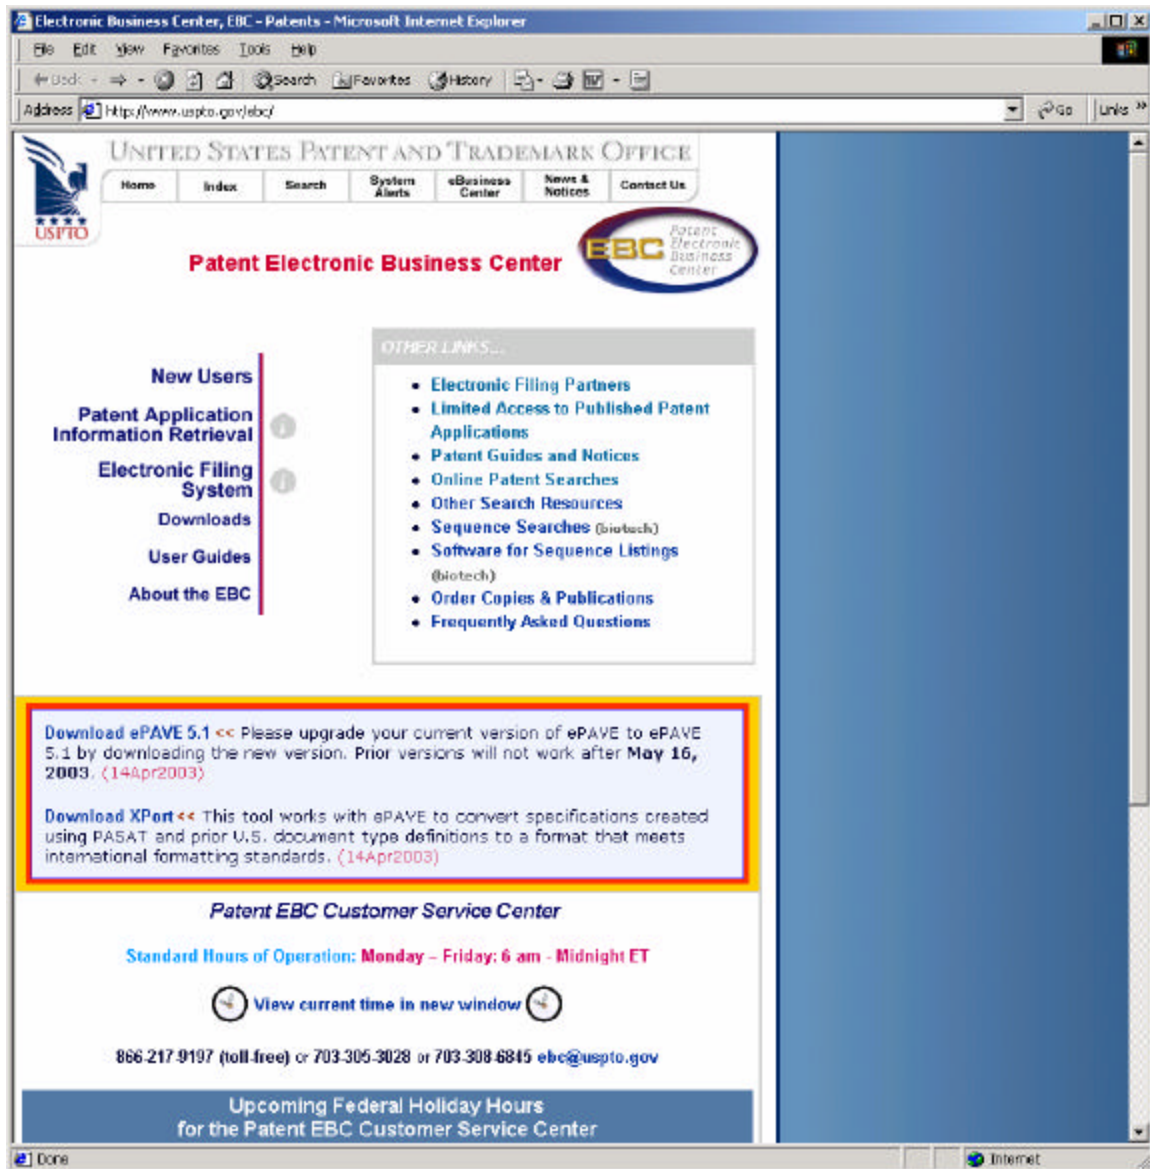 Electronic Business Center, EBC - Patents - Microsoft Internet Explorer
File Edit View Favorites Tools Help
Back Search Favorites History
Address http://www.uspto.gov/ebc/ Go Links »
UNITED STATES PATENT AND TRADEMARK OFFICE
Home Index Search System Alerts eBusiness Center News & Notices Contact Us
USPTO
Patent Electronic Business Center
EBC Patent Electronic Business Center
New Users
Patent Application
Information Retrieval
Electronic Filing
System
Downloads
User Guides
About the EBC
OTHER LINKS...
• Electronic Filing Partners
• Limited Access to Published Patent
Applications
• Patent Guides and Notices
• Online Patent Searches
• Other Search Resources
• Sequence Searches (biotech)
• Software for Sequence Listings
(biotech)
• Order Copies & Publications
• Frequently Asked Questions
Download ePAVE 5.1 << Please upgrade your current version of ePAVE to ePAVE
5.1 by downloading the new version. Prior versions will not work after May 16,
2003. (14Apr2003)
Download XPort << This tool works with ePAVE to convert specifications created
using PASAT and prior U.S. document type definitions to a format that meets
international formatting standards. (14Apr2003)
Patent EBC Customer Service Center
Standard Hours of Operation: Monday – Friday: 6 am - Midnight ET
View current time in new window
866-217-9197 (toll-free) or 703-305-3028 or 703-308-6845 ebc@uspto.gov
Upcoming Federal Holiday Hours
for the Patent EBC Customer Service Center
Done Internet